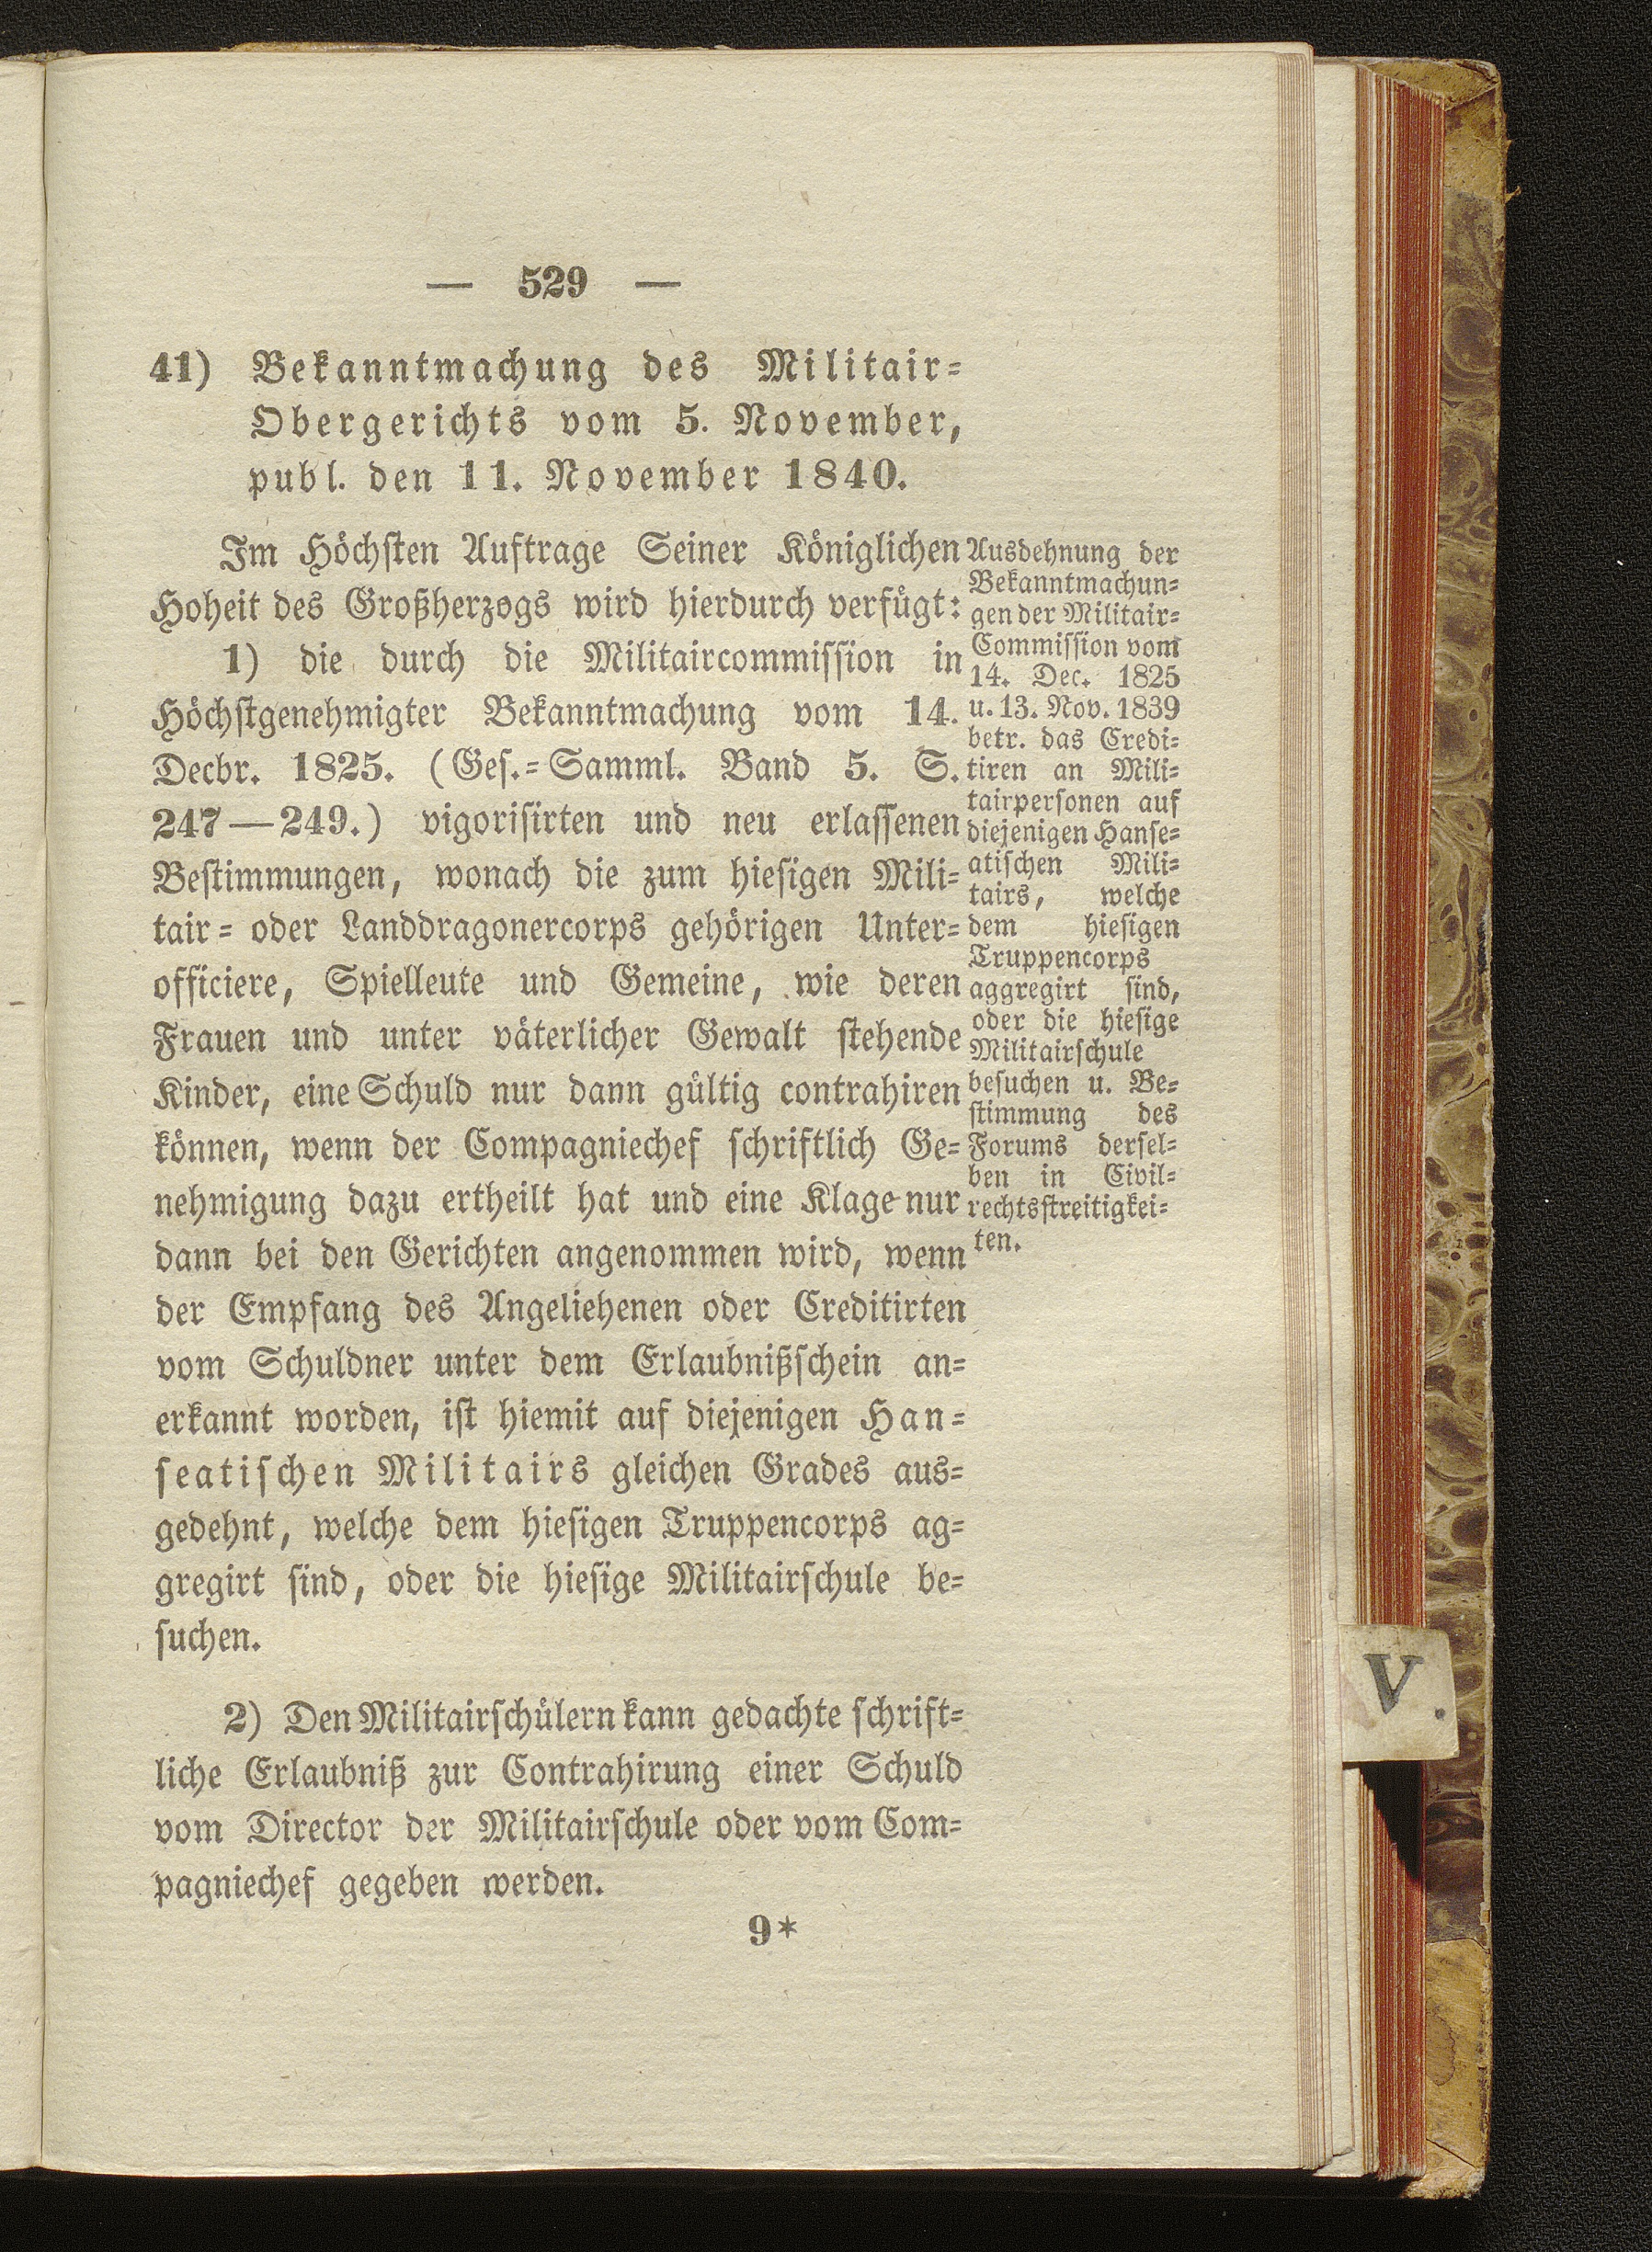 — 529 —
41) Bekanntmachung des Militair=
Obergerichts vom 5. November,
publ. den 11. November 1840.
Im Höchsten Auftrage Seiner Königlichen
Hoheit des Großherzogs wird hierdurch verfügt:
1) die durch die Militaircommission in
Höchstgenehmigter Bekanntmachung vom 14.
Decbr. 1825. (Ges.=Samml. Band 5. S.
247—249.) vigorisirten und neu erlassenen
Bestimmungen, wonach die zum hiesigen Mili=
tair= oder Landdragonercorps gehörigen Unter=
officiere, Spielleute und Gemeine, wie deren
Frauen und unter väterlicher Gewalt stehende
Kinder, eine Schuld nur dann gültig contrahiren
können, wenn der Compagniechef schriftlich Ge=
nehmigung dazu ertheilt hat und eine Klage nur
dann bei den Gerichten angenommen wird, wenn
der Empfang des Angeliehenen oder Creditirten
vom Schuldner unter dem Erlaubnißschein an=
erkannt worden, ist hiemit auf diejenigen Han=
seatischen Militairs gleichen Grades aus=
gedehnt, welche dem hiesigen Truppencorps ag=
gregirt sind, oder die hiesige Militairschule be=
suchen.
2) Den Militairschülern kann gedachte schrift=
liche Erlaubniß zur Contrahirung einer Schuld
vom Director der Militairschule oder vom Com=
pagniechef gegeben werden.
9*
Ausdehnung der
Bekanntmachun=
gen der Militair=
Commission vom
14. Dec. 1825
u. 13. Nov. 1839
betr. das Credi=
tiren an Mili=
tairpersonen auf
diejenigen Hanse=
atischen Mili=
tairs, welche
dem hiesigen
Truppencorps
aggregirt sind,
oder die hiesige
Militairschule
besuchen u. Be=
stimmung des
Forums dersel=
ben in Civil=
rechtsstreitigkei=
ten.
V.